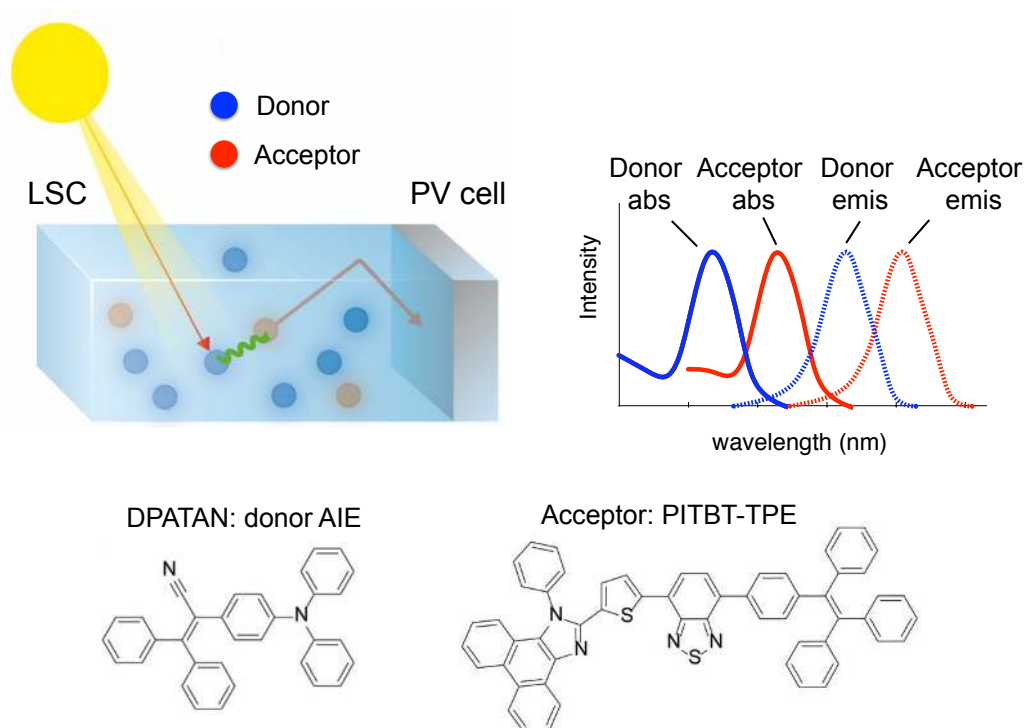 Donor
Acceptor
LSC
PV cell
Donor abs
Acceptor abs
Donor emis
Acceptor emis
Intensity
wavelength (nm)
DPATAN: donor AIE
Acceptor: PITBT-TPE
N
N
N
N
S
N
N
S